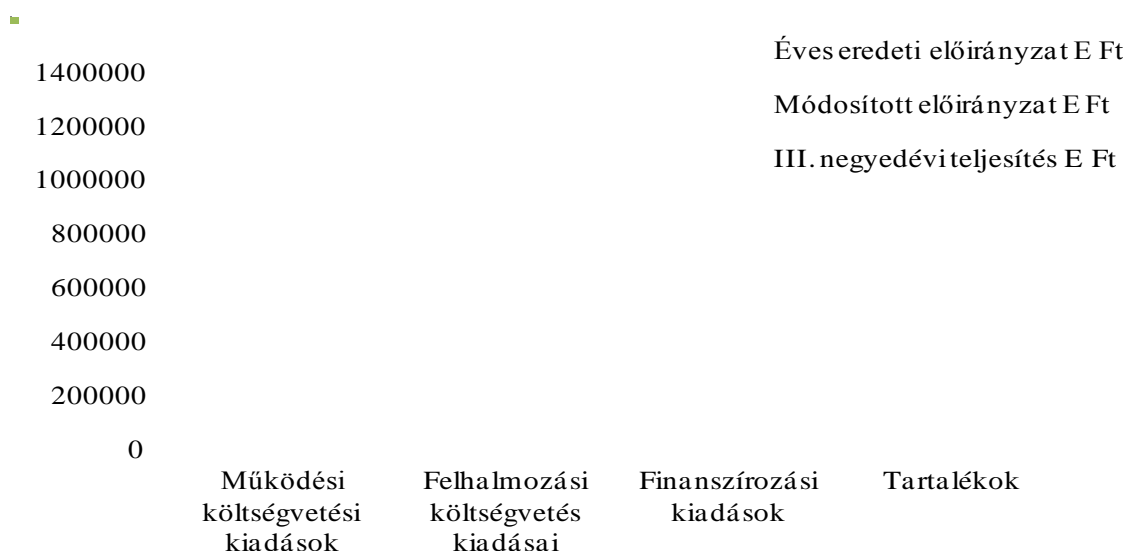 Éves eredeti előirányzat E Ft
Módosított előirányzat E Ft
III. negyedévi teljesítés E Ft
1400000
1200000
1000000
800000
600000
400000
200000
0
Működési költségvetési kiadások
Felhalmozási költségvetés kiadásai
Finanszírozási kiadások
Tartalékok